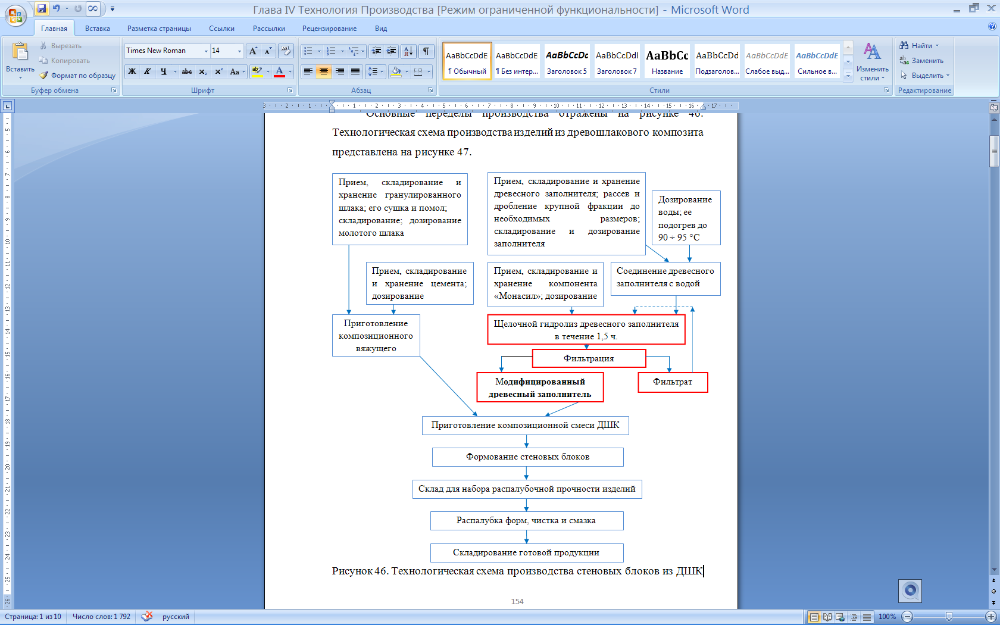 Глава IV Технология Производства [Режим ограниченной функциональности] - Microsoft Word
Главная
Вставка
Разметка страницы
Ссылки
Рассылки
Рецензирование
Вид
Вставить
Вырезать
Копировать
Формат по образцу
Буфер обмена
Times New Roman
14
Ж К Ч abc x₂ x² Aa
Шрифт
Абзац
AaBbCcDdE
¶ Обычный
AaBbCcDdE
¶ Без интер...
AaBbCcDc
Заголовок 5
AaBbCcDdI
Заголовок 7
AaBbCc
Название
AaBbCcDd
Подзаголов...
AaBbCcDdE
Слабое выд...
AaBbCcDdE
Сильное в...
Изменить стили
Стили
Найти
Заменить
Выделить
Редактирование
Основные переделы производства отражены на рисунке 46.
Технологическая схема производства изделий из древошлакового композита
представлена на рисунке 47.
Прием, складирование и
хранение гранулированного
шлака; его сушка и помол;
складирование; дозирование
молотого шлака
Прием, складирование и хранение
древесного заполнителя; рассев и
дробление крупной фракции до
необходимых размеров;
складирование и дозирование
заполнителя
Дозирование
воды; ее
подогрев до
90 ÷ 95 °С
Прием, складирование
и хранение цемента;
дозирование
Прием, складирование и
хранение компонента
«Монасил»; дозирование
Соединение древесного
заполнителя с водой
Приготовление
композиционного
вяжущего
Щелочной гидролиз древесного заполнителя
в течение 1,5 ч.
Фильтрация
Модифицированный
древесный заполнитель
Фильтрат
Приготовление композиционной смеси ДШК
Формование стеновых блоков
Склад для набора распалубочной прочности изделий
Распалубка форм, чистка и смазка
Складирование готовой продукции
Рисунок 46. Технологическая схема производства стеновых блоков из ДШК
154
Страница: 1 из 10
Число слов: 1 792
русский
100%